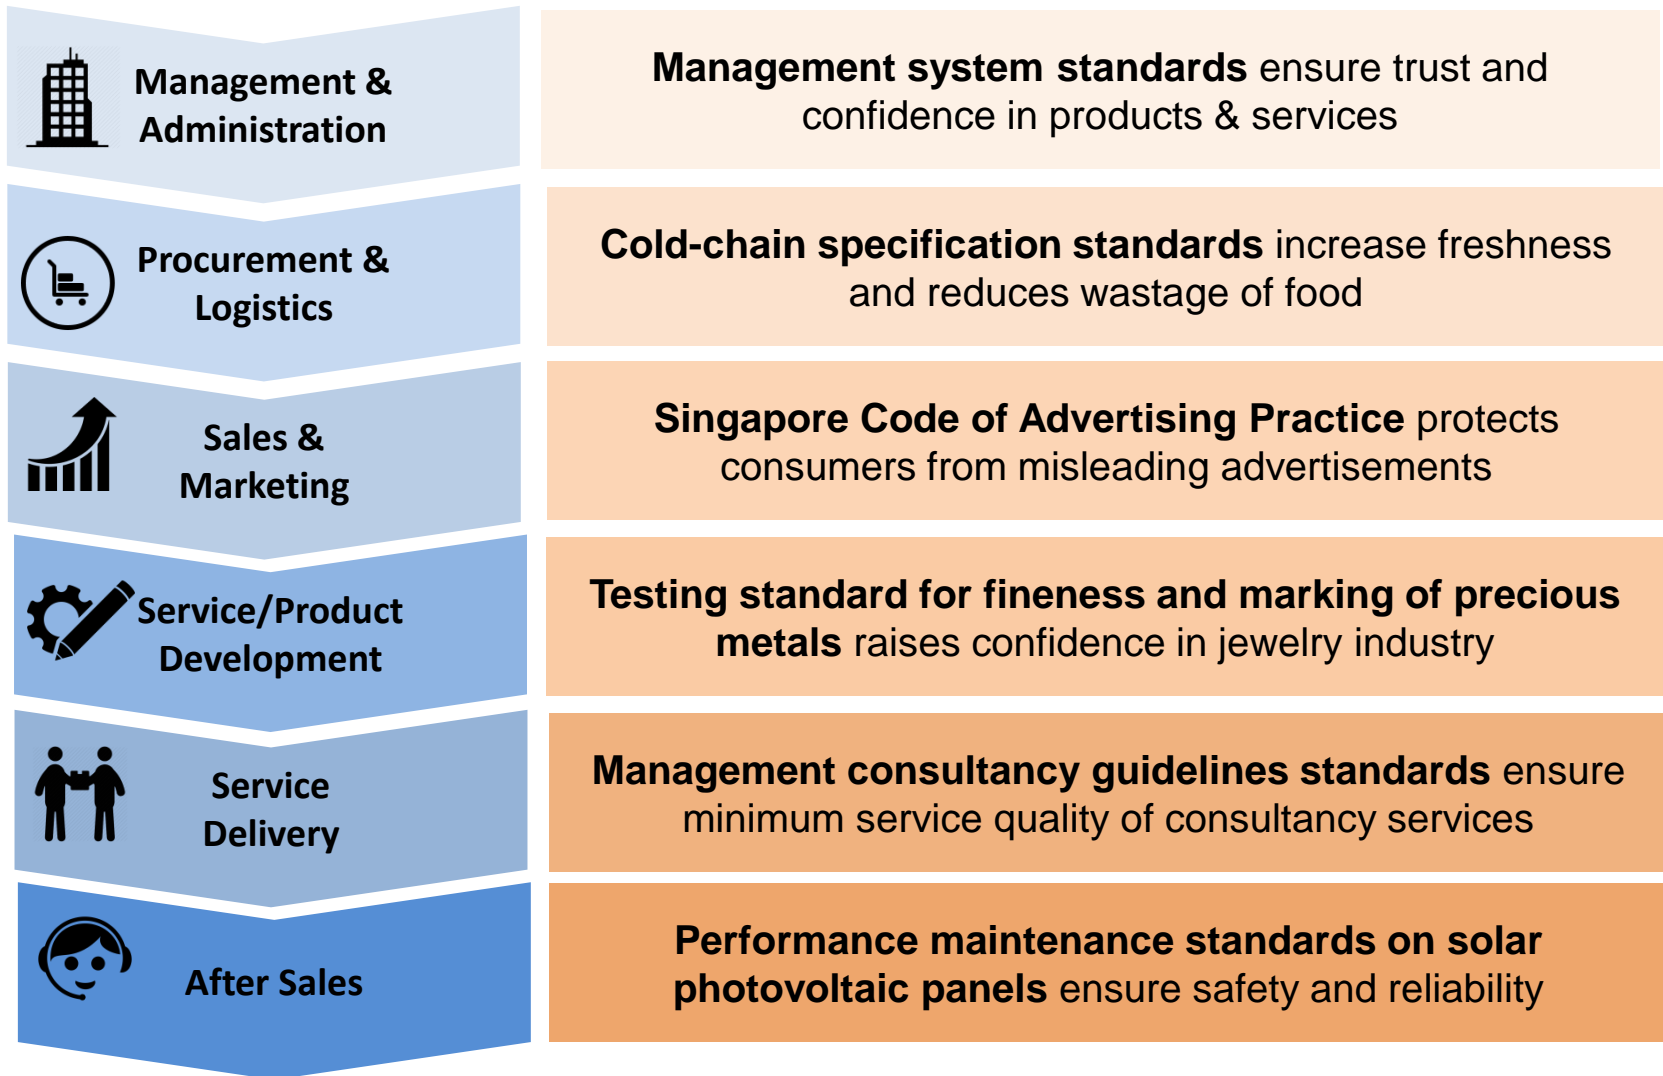 Management &
Administration
Management system standards ensure trust and
confidence in products & services
Procurement &
Logistics
Cold-chain specification standards increase freshness
and reduces wastage of food
Sales &
Marketing
Singapore Code of Advertising Practice protects
consumers from misleading advertisements
Service/Product
Development
Testing standard for fineness and marking of precious
metals raises confidence in jewelry industry
Service
Delivery
Management consultancy guidelines standards ensure
minimum service quality of consultancy services
After Sales
Performance maintenance standards on solar
photovoltaic panels ensure safety and reliability